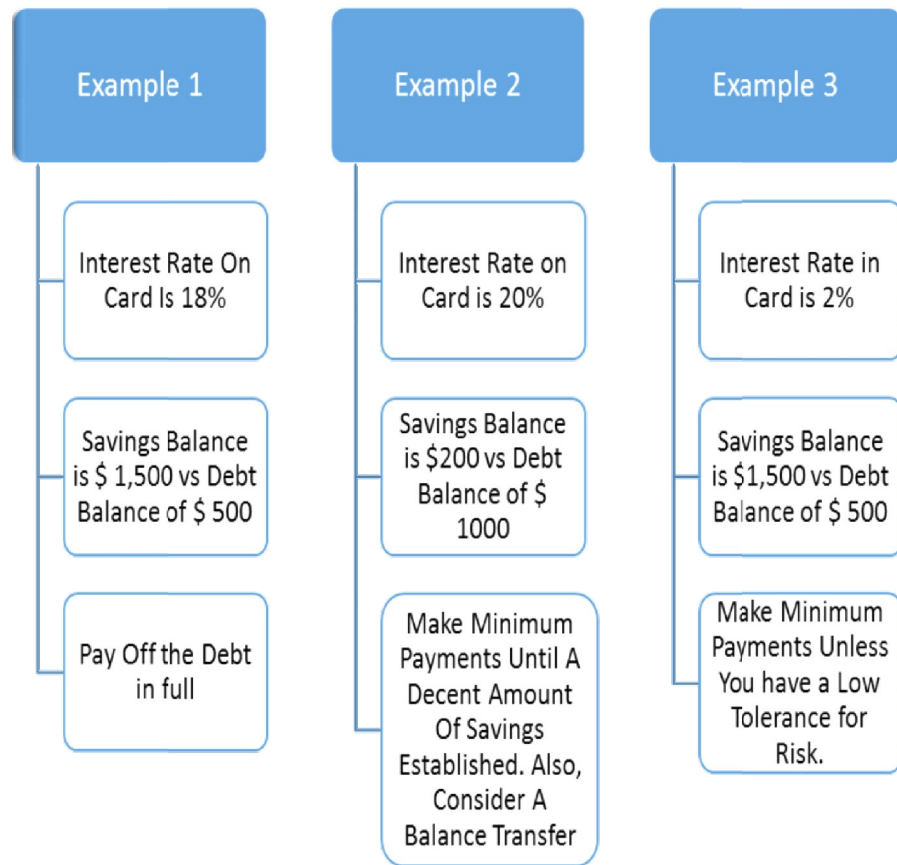 Example 1
Interest Rate On
Card Is 18%
Savings Balance
is $ 1,500 vs Debt
Balance of $ 500
Pay Off the Debt
in full
Example 2
Interest Rate on
Card is 20%
Savings Balance
is $200 vs Debt
Balance of $
1000
Make Minimum
Payments Until A
Decent Amount
Of Savings
Established. Also,
Consider A
Balance Transfer
Example 3
Interest Rate in
Card is 2%
Savings Balance
is $1,500 vs Debt
Balance of $ 500
Make Minimum
Payments Unless
You have a Low
Tolerance for
Risk.